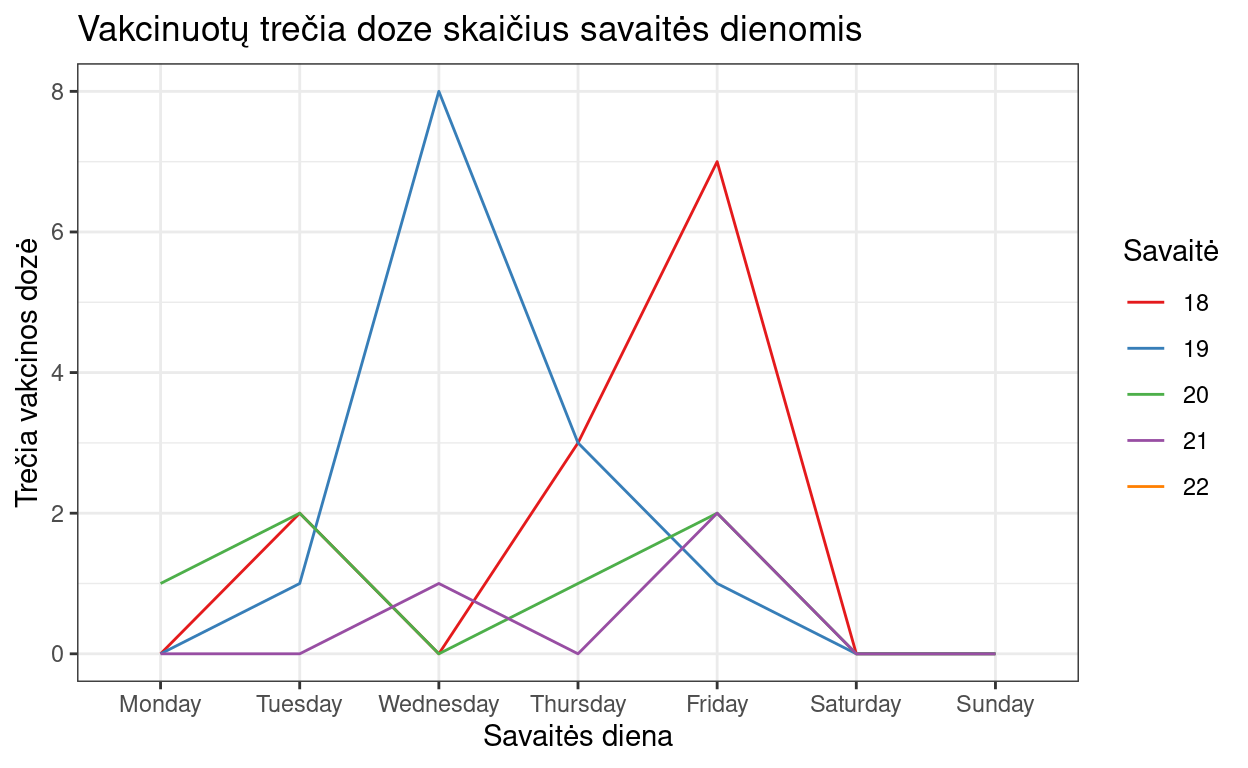 Vakcinuotų trečia doze skaičius savaitės dienomis
Trečia vakcinos dozė
8
6
4
2
0
Monday Tuesday Wednesday Thursday Friday Saturday Sunday
Savaitės diena
Savaitė
18
19
20
21
22